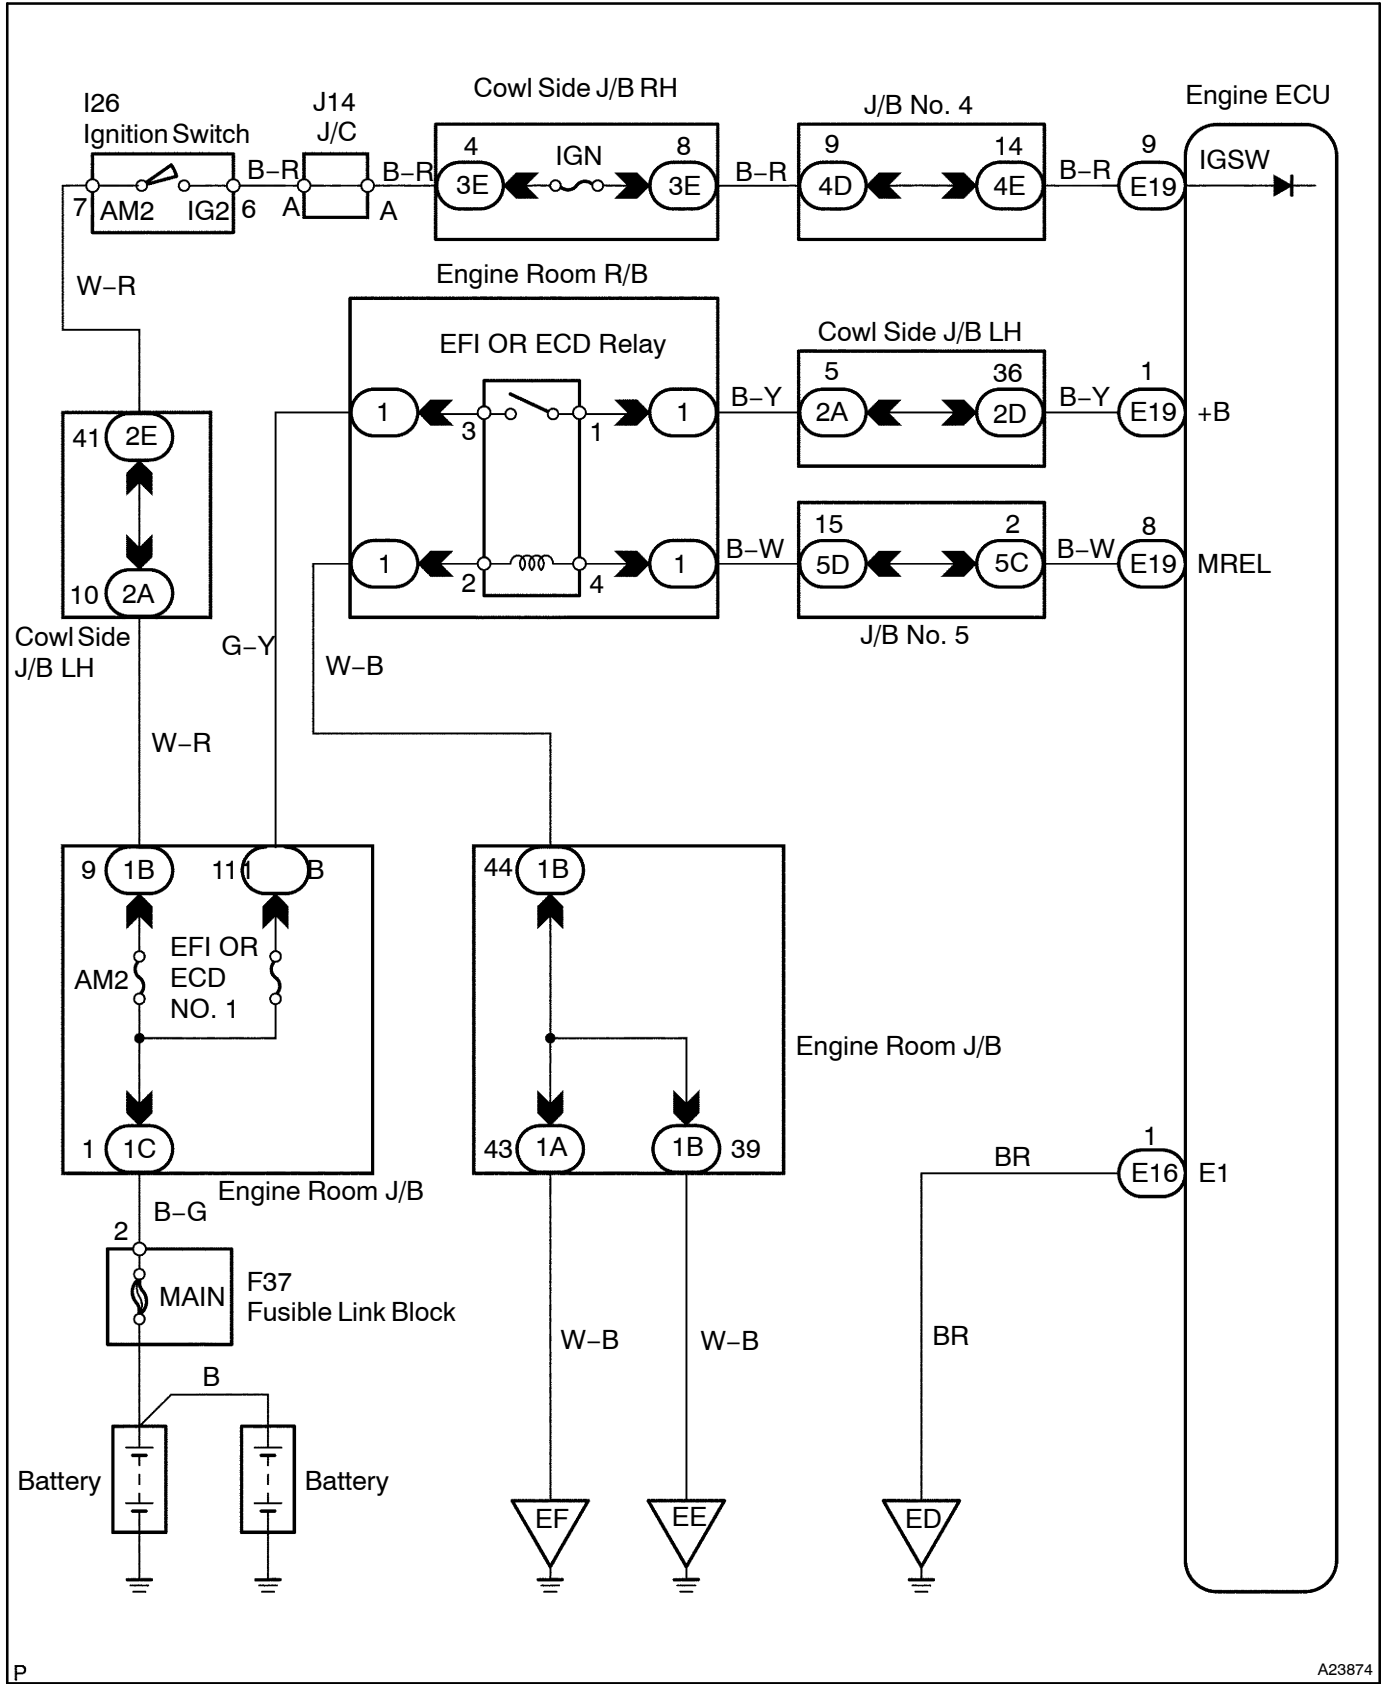 I26
Ignition Switch
J14
J/C
Cowl Side J/B RH
J/B No. 4
Engine ECU
7
AM2
IG2
6
B–R
A
A
B–R
4
3E
IGN
8
3E
B–R
9
4D
14
4E
B–R
9
E19
IGSW
W–R
Engine Room R/B
EFI OR ECD Relay
1
3
1
1
B–Y
Cowl Side J/B LH
5
2A
36
2D
B–Y
1
E19
+B
1
2
4
1
B–W
15
5D
2
5C
B–W
8
E19
MREL
J/B No. 5
41
2E
10
2A
Cowl Side
J/B LH
G–Y
W–B
W–R
9
1B
111
B
AM2
EFI OR
ECD
NO. 1
1
1C
Engine Room J/B
44
1B
43
1A
1B
39
Engine Room J/B
1
E16
E1
BR
B–G
2
MAIN
F37
Fusible Link Block
B
W–B
W–B
BR
Battery
Battery
EF
EE
ED
P
A23874